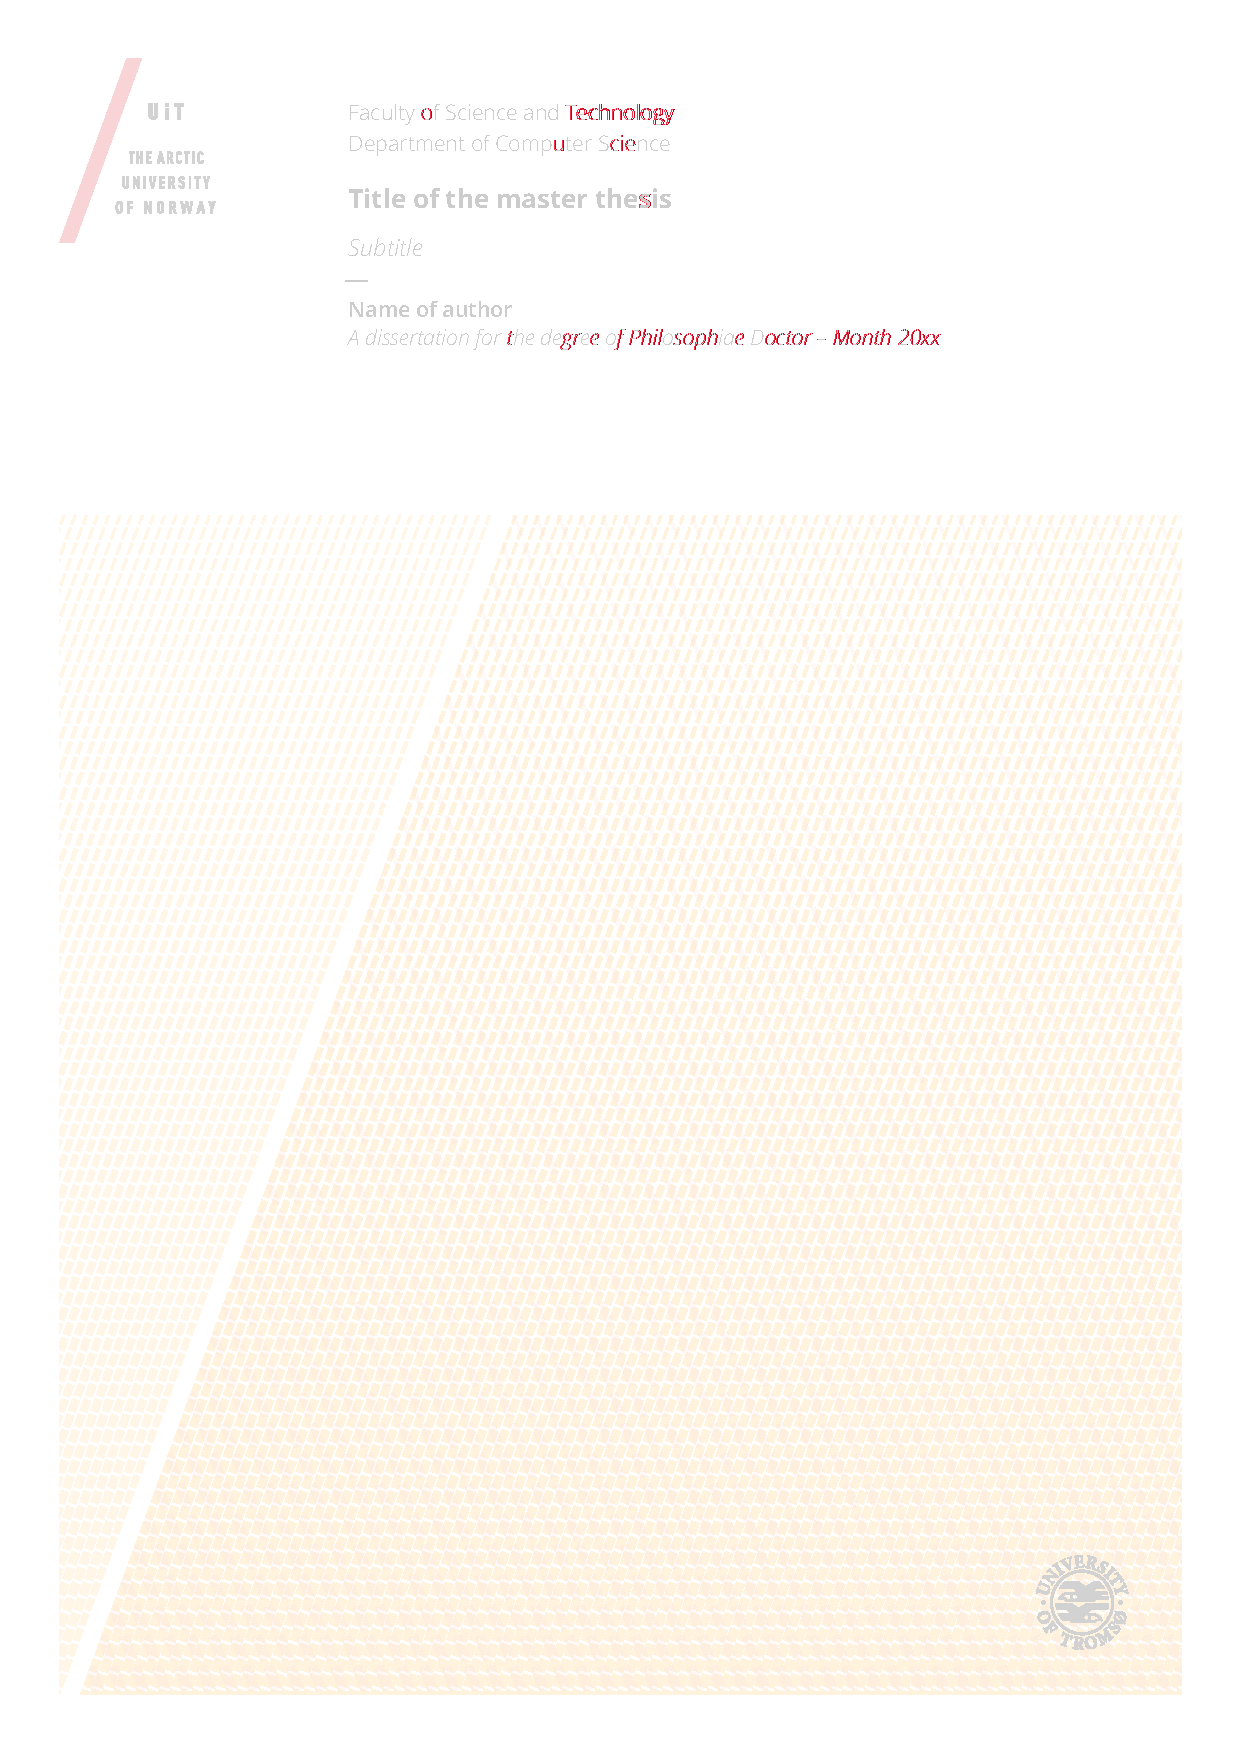 UiT
THE ARCTIC
UNIVERSITY
OF NORWAY
Faculty of Science and Technology
Department of Computer Science
Title of the master thesis
Subtitle
—
Name of author
A dissertation for the degree of Philosophiae Doctor – Month 20xx
UNIVERSITY
OF TROMSØ